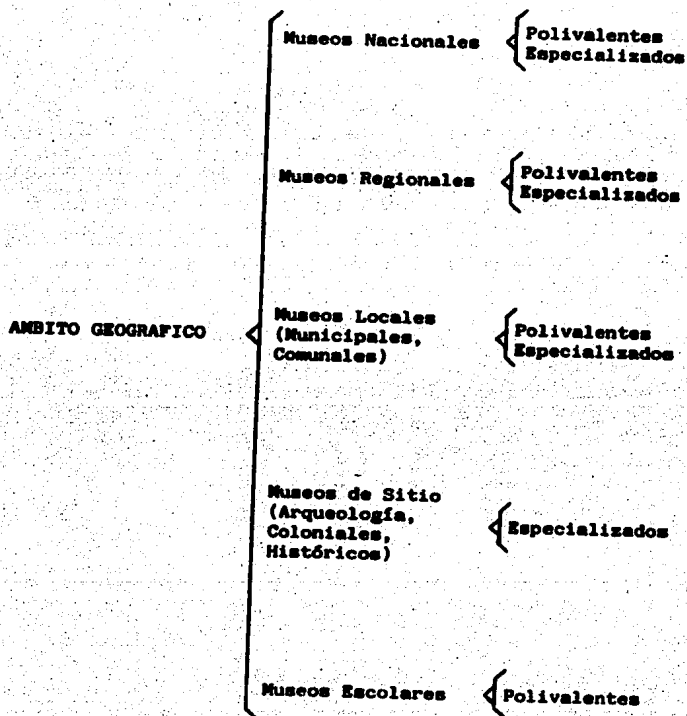 Museos Nacionales
Polivalentes
Especializados
Museos Regionales
Polivalentes
Especializados
AMBITO GEOGRAFICO
Museos Locales
(Municipales,
Comunales)
Polivalentes
Especializados
Museos de Sitio
(Arqueología,
Coloniales,
Históricos)
Especializados
Museos Escolares
Polivalentes